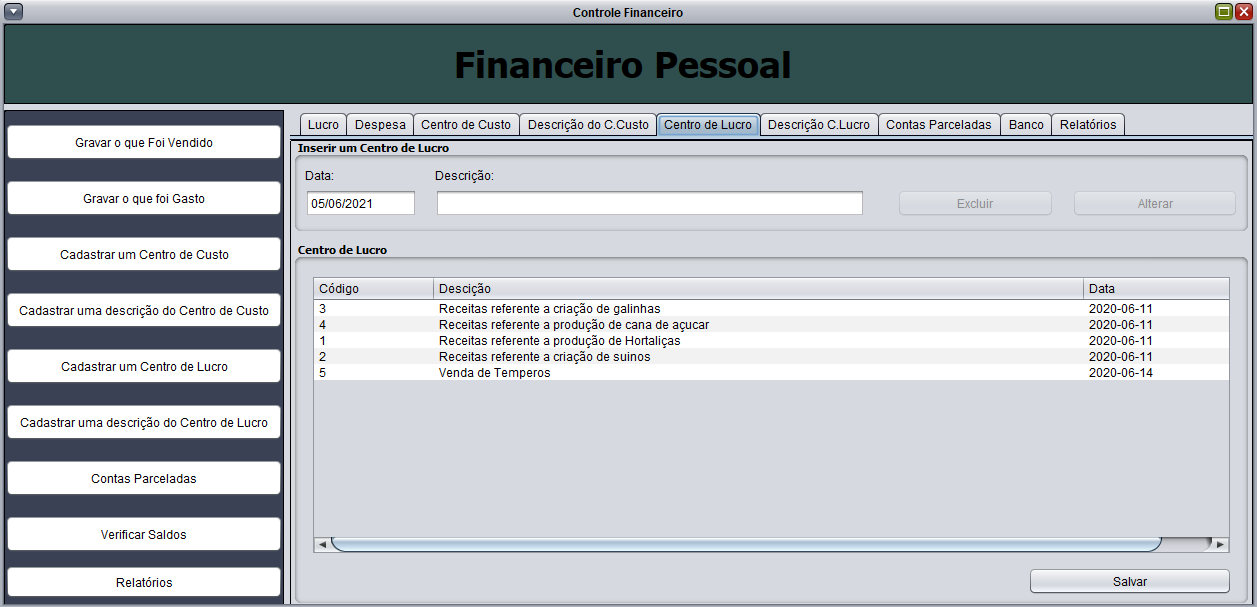 Controle Financeiro
Financeiro Pessoal
Gravar o que Foi Vendido
Gravar o que foi Gasto
Cadastrar um Centro de Custo
Cadastrar uma descrição do Centro de Custo
Cadastrar um Centro de Lucro
Cadastrar uma descrição do Centro de Lucro
Contas Parceladas
Verificar Saldos
Relatórios
Lucro Despesa Centro de Custo Descrição do C.Custo Centro de Lucro Descrição C.Lucro Contas Parceladas Banco Relatórios
Inserir um Centro de Lucro
Data: Descrição:
05/06/2021 Excluir Alterar
Centro de Lucro
Código Descição Data
3 Receitas referente a criação de galinhas 2020-06-11
4 Receitas referente a produção de cana de açucar 2020-06-11
1 Receitas referente a produção de Hortaliças 2020-06-11
2 Receitas referente a criação de suinos 2020-06-11
5 Venda de Temperos 2020-06-14
Salvar